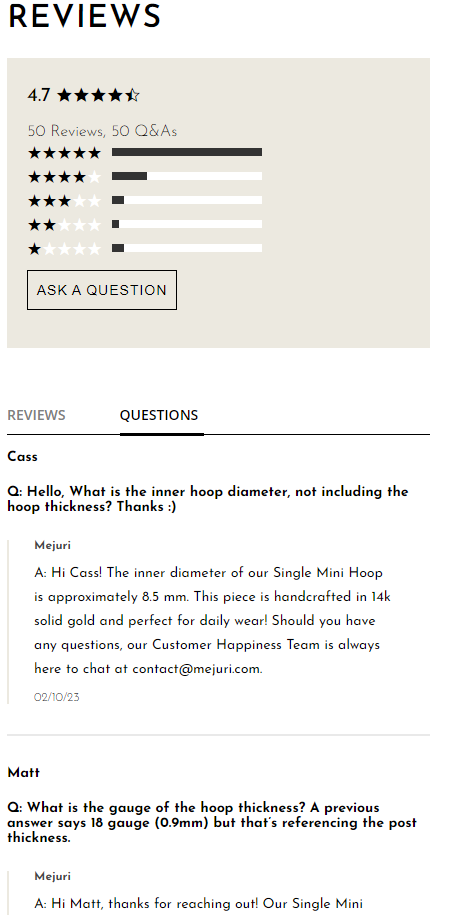 REVIEWS
4.7
50 Reviews, 50 Q&As
ASK A QUESTION
REVIEWS QUESTIONS
Cass
Q: Hello, What is the inner hoop diameter, not including the
hoop thickness? Thanks :)
Mejuri
A: Hi Cass! The inner diameter of our Single Mini Hoop
is approximately 8.5 mm. This piece is handcrafted in 14k
solid gold and perfect for daily wear! Should you have
any questions, our Customer Happiness Team is always
here to chat at contact@mejuri.com.
02/10/23
Matt
Q: What is the gauge of the hoop thickness? A previous
answer says 18 gauge (0.9mm) but that's referencing the post
thickness.
Mejuri
A: Hi Matt, thanks for reaching out! Our Single Mini